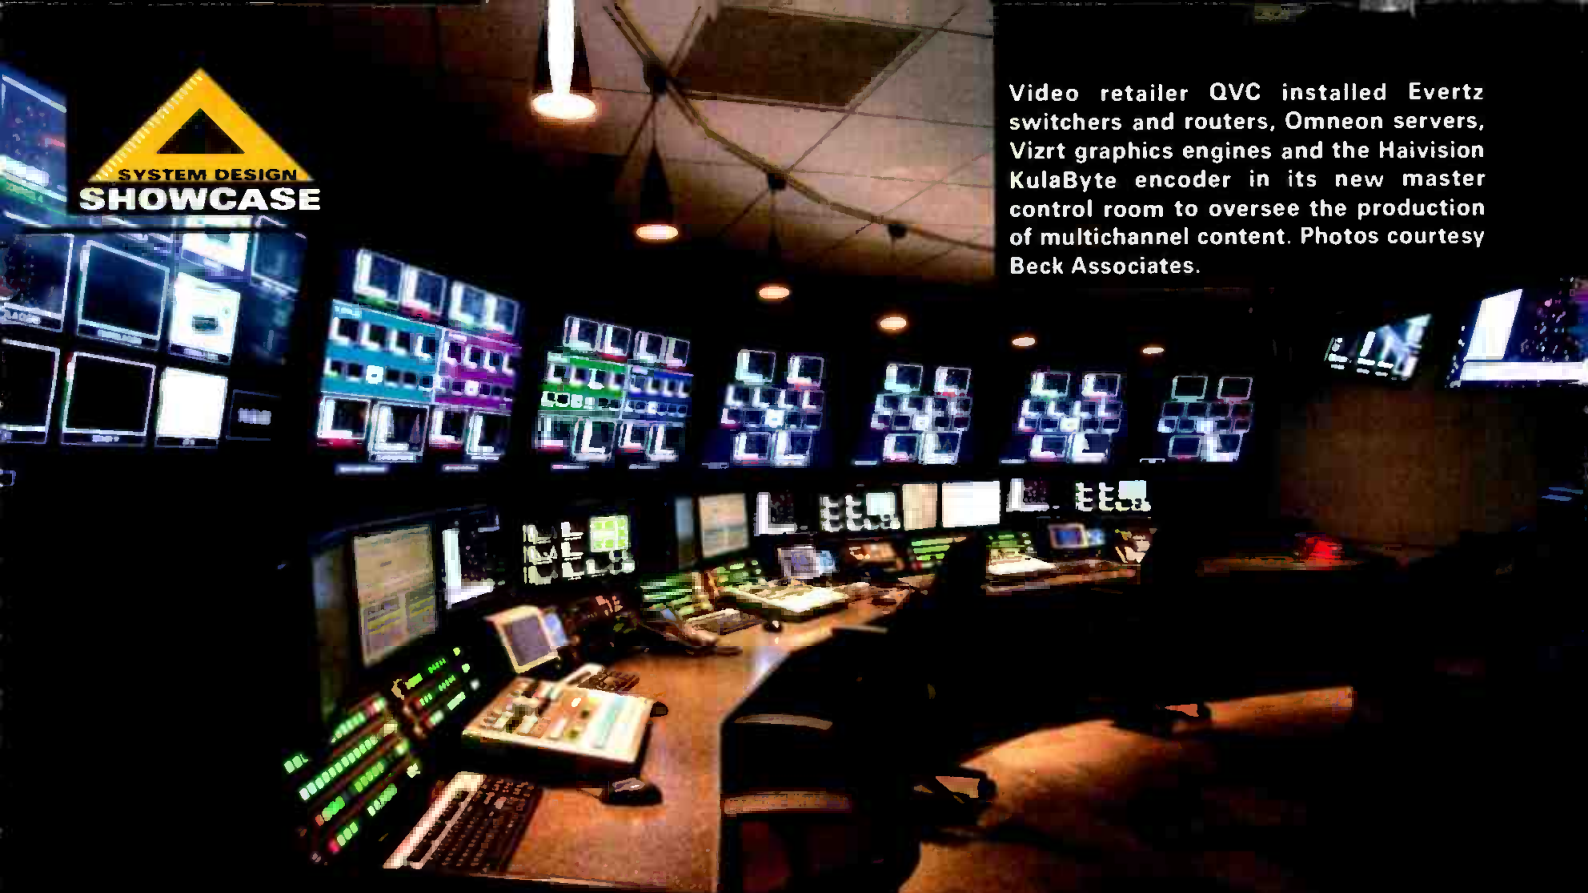 SYSTEM DESIGN
SHOWCASE
Video retailer QVC installed Evertz
switchers and routers, Omneon servers,
Vizrt graphics engines and the Haivision
KulaByte encoder in its new master
control room to oversee the production
of multichannel content. Photos courtesy
Beck Associates.